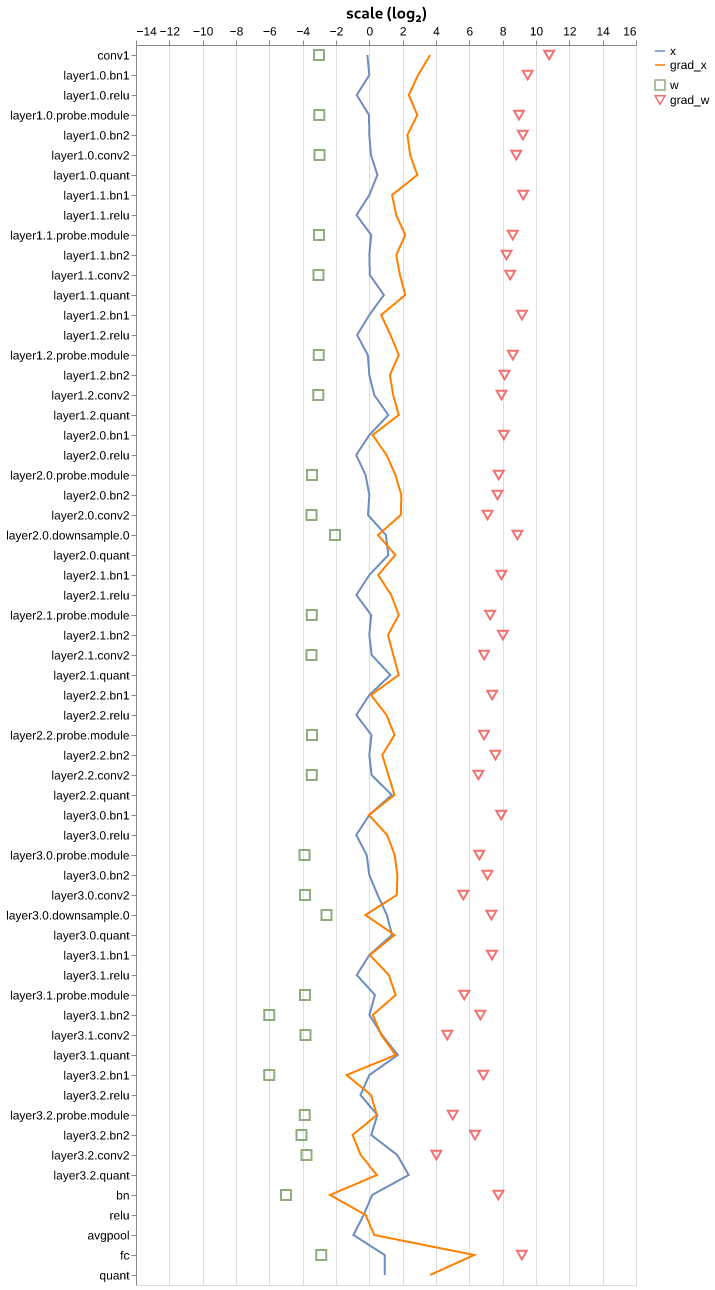 scale (log₂)
−14 −12 −10 −8 −6 −4 −2 0 2 4 6 8 10 12 14 16
x
grad_x
w
grad_w
conv1
layer1.0.bn1
layer1.0.relu
layer1.0.probe.module
layer1.0.bn2
layer1.0.conv2
layer1.0.quant
layer1.1.bn1
layer1.1.relu
layer1.1.probe.module
layer1.1.bn2
layer1.1.conv2
layer1.1.quant
layer1.2.bn1
layer1.2.relu
layer1.2.probe.module
layer1.2.bn2
layer1.2.conv2
layer1.2.quant
layer2.0.bn1
layer2.0.relu
layer2.0.probe.module
layer2.0.bn2
layer2.0.conv2
layer2.0.downsample.0
layer2.0.quant
layer2.1.bn1
layer2.1.relu
layer2.1.probe.module
layer2.1.bn2
layer2.1.conv2
layer2.1.quant
layer2.2.bn1
layer2.2.relu
layer2.2.probe.module
layer2.2.bn2
layer2.2.conv2
layer2.2.quant
layer3.0.bn1
layer3.0.relu
layer3.0.probe.module
layer3.0.bn2
layer3.0.conv2
layer3.0.downsample.0
layer3.0.quant
layer3.1.bn1
layer3.1.relu
layer3.1.probe.module
layer3.1.bn2
layer3.1.conv2
layer3.1.quant
layer3.2.bn1
layer3.2.relu
layer3.2.probe.module
layer3.2.bn2
layer3.2.conv2
layer3.2.quant
bn
relu
avgpool
fc
quant